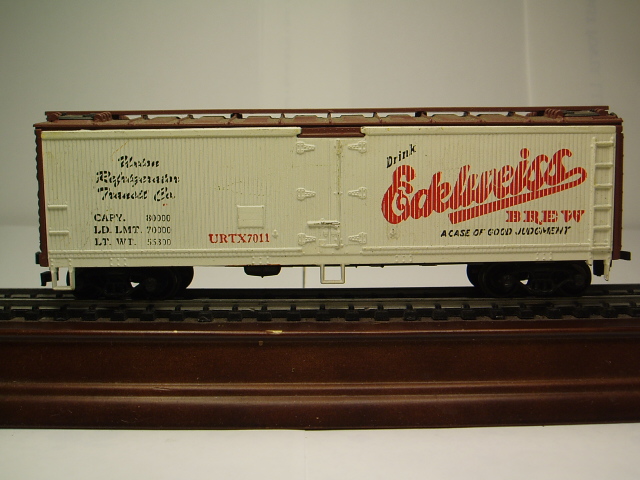 Union
Refrigerator
Transit Co.
CAPY. 80000
LD. LMT. 70000
LT. WT. 55300
URTX7011
Drink
Edelweiss
BREW
A CASE OF GOOD JUDGMENT